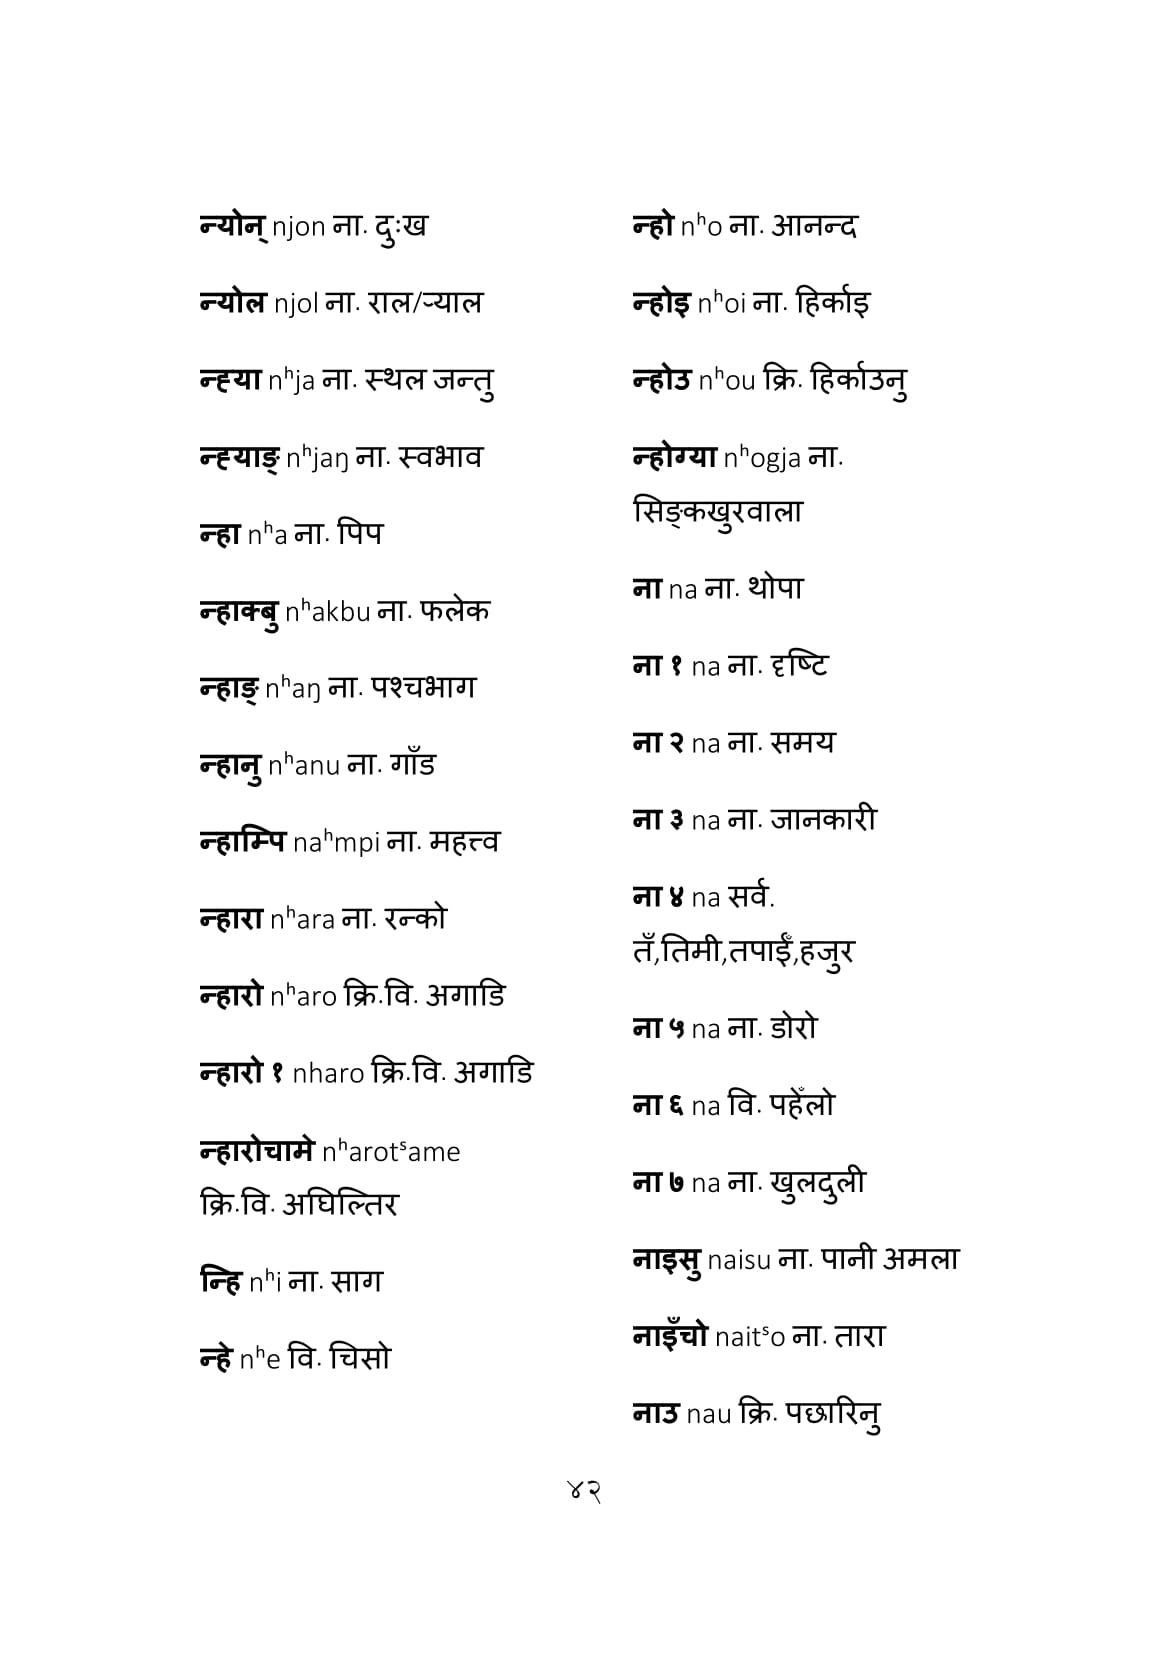 न्योन् njon ना. दुःख
न्योल njol ना. राल/ऱ्याल
न्ह्या nʰja ना. स्थल जन्तु
न्ह्याङ् nʰjaŋ ना. स्वभाव
न्हा nʰa ना. पिप
न्हाक्बु nʰakbu ना. फलेक
न्हाङ् nʰaŋ ना. पश्चभाग
न्हानु nʰanu ना. गाँड
न्हाम्पि naʰmpi ना. महत्त्व
न्हारा nʰara ना. रन्को
न्हारो nʰaro क्रि.वि. अगाडि
न्हारो १ nharo क्रि.वि. अगाडि
न्हारोचामे nʰarotˢame
क्रि.वि. अघिल्तिर
न्हि nʰi ना. साग
न्हे nʰe वि. चिसो
न्हो nʰo ना. आनन्द
न्होइ nʰoi ना. हिर्काइ
न्होउ nʰou क्रि. हिर्काउनु
न्होग्या nʰogja ना.
सिङ्कखुरवाला
ना na ना. थोपा
ना १ na ना. दृष्टि
ना २ na ना. समय
ना ३ na ना. जानकारी
ना ४ na सर्व.
तँ,तिमी,तपाईँ,हजुर
ना ५ na ना. डोरो
ना ६ na वि. पहेँलो
ना ७ na ना. खुलदुली
नाइसु naisu ना. पानी अमला
नाइँचो naitˢo ना. तारा
नाउ nau क्रि. पछारिनु
४२